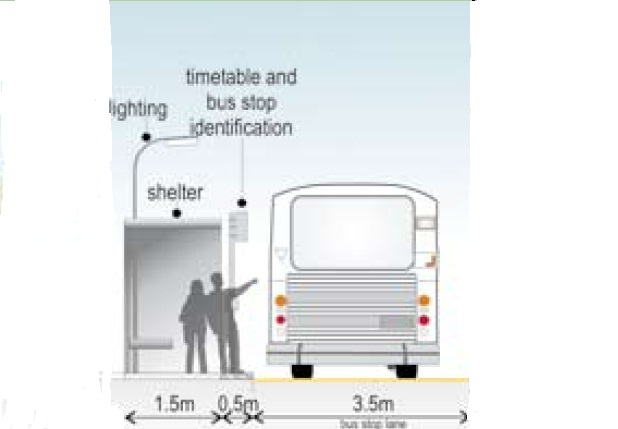 timetable and
bus stop
identification
lighting
shelter
1.5m 0.5m 3.5m
bus stop lane